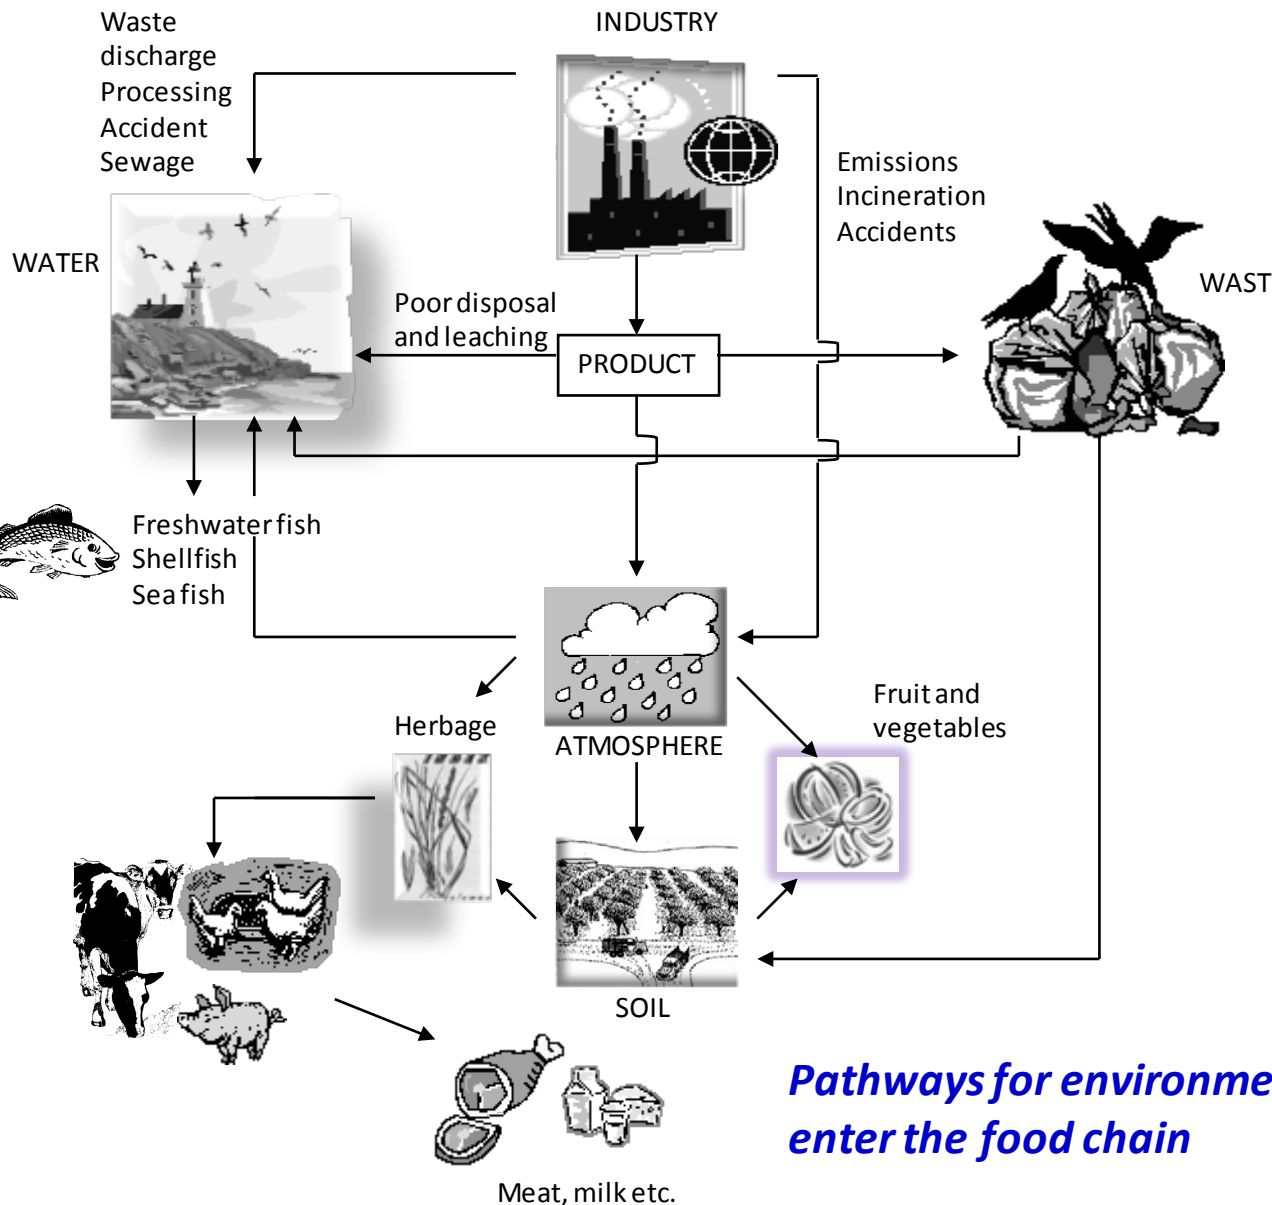 Waste
discharge
Processing
Accident
Sewage
INDUSTRY
Emissions
Incineration
Accidents
WATER
WAST
Poor disposal
and leaching
PRODUCT
Freshwater fish
Shellfish
Sea fish
Herbage
ATMOSPHERE
Fruit and
vegetables
SOIL
Pathways for environme
enter the food chain
Meat, milk etc.